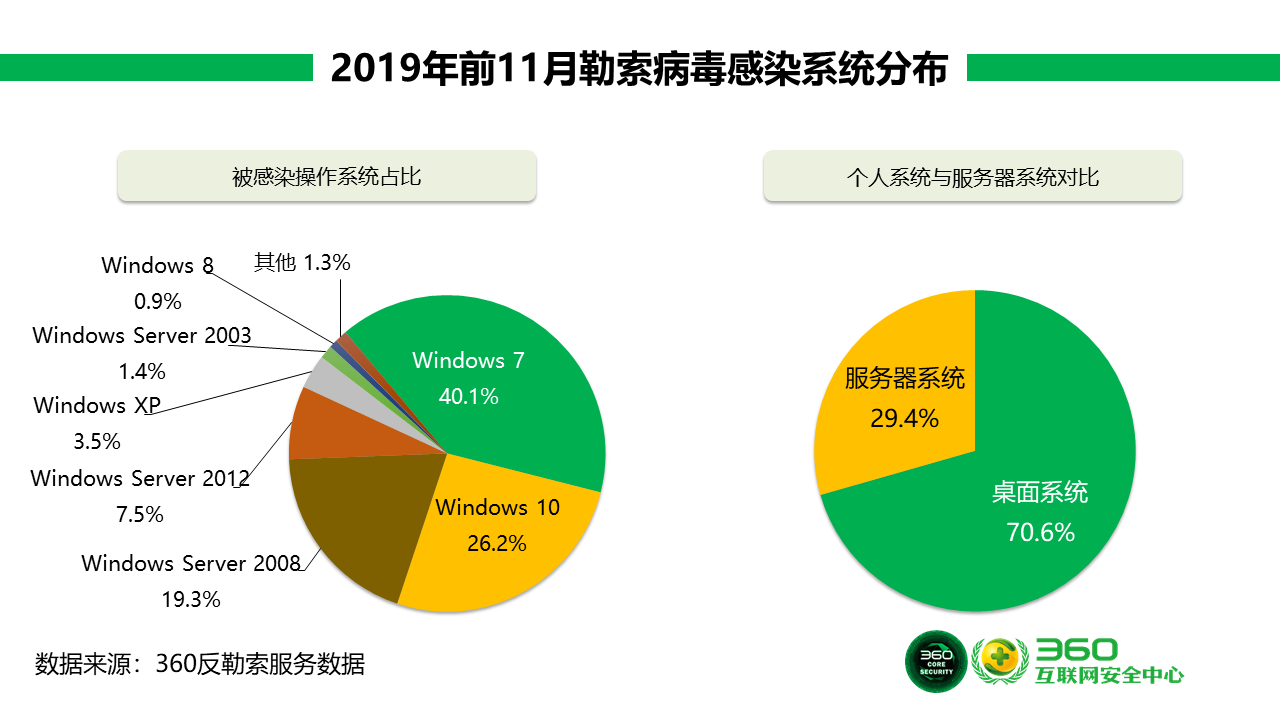 2019年前11月勒索病毒感染系统分布
被感染操作系统占比
个人系统与服务器系统对比
Windows 8
0.9%
其他 1.3%
Windows Server 2003
1.4%
Windows XP
3.5%
Windows Server 2012
7.5%
Windows Server 2008
19.3%
Windows 7
40.1%
Windows 10
26.2%
服务器系统
29.4%
桌面系统
70.6%
数据来源：360反勒索服务数据
360
CORE
SECURITY
360
互联网安全中心